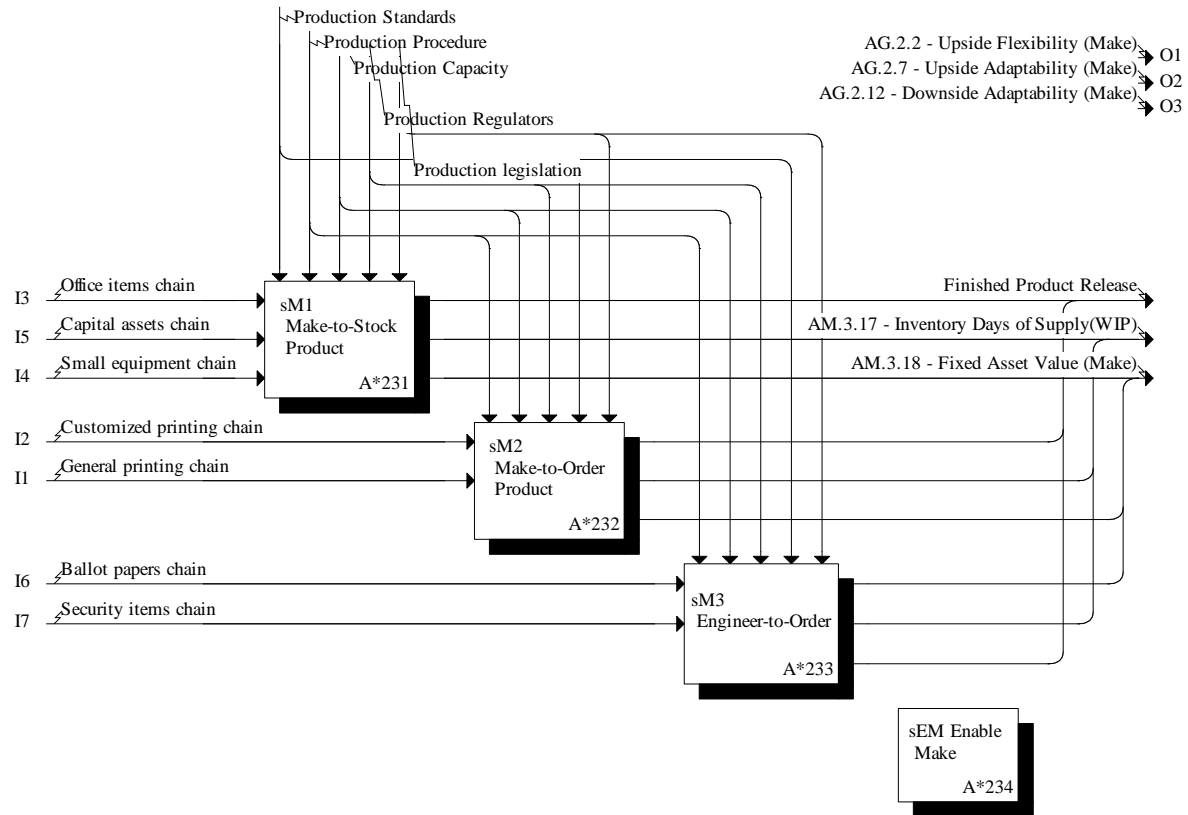 Production Standards
Production Procedure
Production Capacity
Production Regulators
Production legislation
AG.2.2 - Upside Flexibility (Make)
O1
AG.2.7 - Upside Adaptability (Make)
O2
AG.2.12 - Downside Adaptability (Make)
O3
I3
Office items chain
I5
Capital assets chain
I4
Small equipment chain
sM1
Make-to-Stock
Product
A*231
Finished Product Release
AM.3.17 - Inventory Days of Supply(WIP)
AM.3.18 - Fixed Asset Value (Make)
I2
Customized printing chain
I1
General printing chain
sM2
Make-to-Order
Product
A*232
I6
Ballot papers chain
I7
Security items chain
sM3
Engineer-to-Order
A*233
sEM Enable
Make
A*234